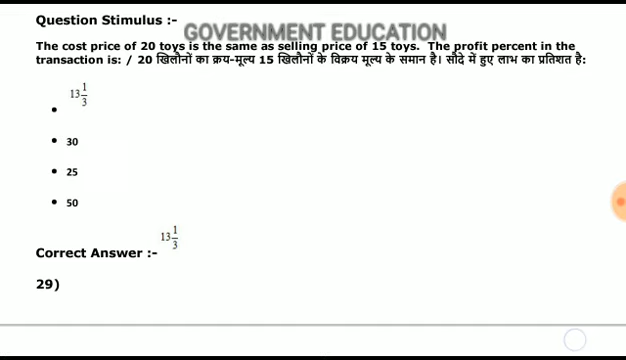 Question Stimulus :-
GOVERNMENT EDUCATION
The cost price of 20 toys is the same as selling price of 15 toys. The profit percent in the
transaction is: / 20 खिलौनों का क्रय-मूल्य 15 खिलौनों के विक्रय मूल्य के समान है। सौदे में हुए लाभ का प्रतिशत है:
• 13 1/3
• 30
• 25
• 50
Correct Answer :- 13 1/3
29)